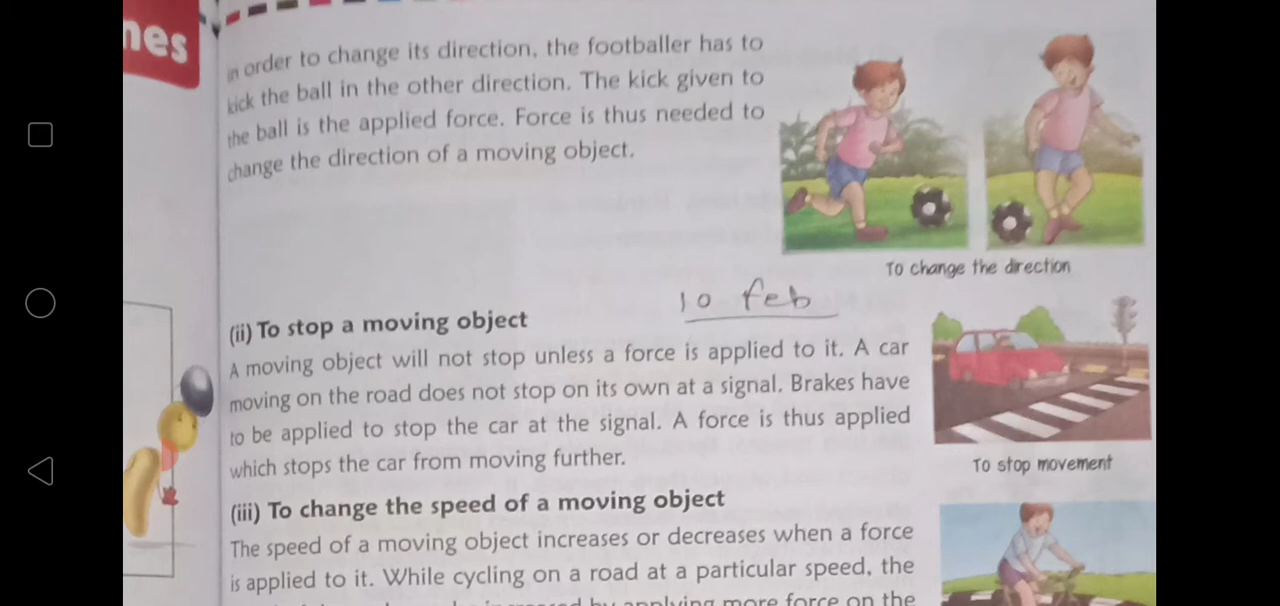 nes
in order to change its direction, the footballer has to
kick the ball in the other direction. The kick given to
the ball is the applied force. Force is thus needed to
change the direction of a moving object.
To change the direction
10 feb
(ii) To stop a moving object
A moving object will not stop unless a force is applied to it. A car
moving on the road does not stop on its own at a signal. Brakes have
to be applied to stop the car at the signal. A force is thus applied
which stops the car from moving further.
To stop movement
(iii) To change the speed of a moving object
The speed of a moving object increases or decreases when a force
is applied to it. While cycling on a road at a particular speed, the
by applying more force on the